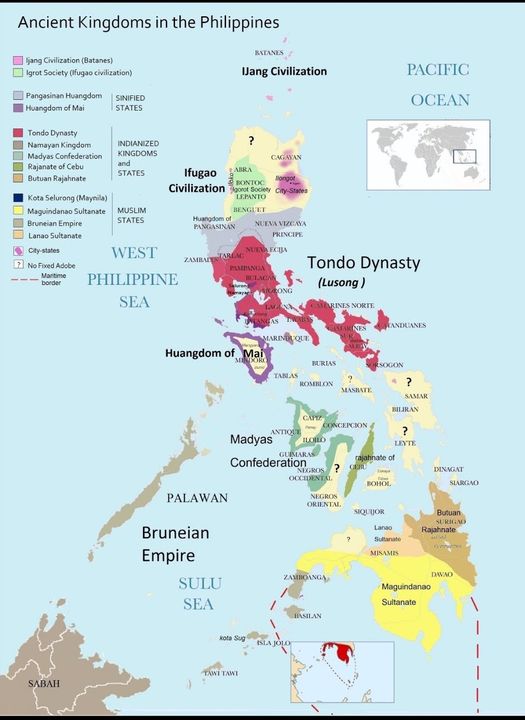 Ancient Kingdoms in the Philippines
Ijang Civilization (Batanes)
Igrot Society (Ifugao civilization)
Pangasinan Huangdom
Huangdom of Mai
SINIFIED
STATES
Tondo Dynasty
Namayan Kingdom
Madyas Confederation
Rajanate of Cebu
Butuan Rajahnate
INDIANIZED
KINGDOMS
and
STATES
Kota Selurong (Maynila)
Maguindanao Sultanate
Bruneian Empire
Lanao Sultanate
MUSLIM
STATES
City-states
? No Fixed Adobe
Maritime
border
BATANES
IJang Civilization
PACIFIC
OCEAN
?
CAGAYAN
Ifugao
Civilization
ABRA
BONTOC
Igorot Society
LEPANTO
BENGUET
Ilongot
City-States
Huangdom of
PANGASINAN
NUEVA VIZCAYA
PRINCIPE
WEST
PHILIPPINE
SEA
NUEVA ECIJA
TARLAC
ZAMBALES
PAMPANGA
BULACAN
Tondo Dynasty
(Lusong )
LAGUNA
BATANGAS
TAYABAS
CAMARINES NORTE
CAMARINES
SUR
CATANDUANES
ALBAY
SORSOGON
MARINDUQUE
Huangdom of Mai
MINDORO
BURIAS
TABLAS
ROMBLON
?
MASBATE
?
SAMAR
BILIRAN
?
LEYTE
CAPIZ
CONCEPCION
ANTIQUE
ILOILO
Madyas
Confederation
GUIMARAS
NEGROS
OCCIDENTAL
?
NEGROS
ORIENTAL
rajahnate of
CEBU
BOHOL
SIQUIJOR
DINAGAT
SIARGAO
PALAWAN
Bruneian
Empire
SULU
SEA
Butuan
SURIGAO
Rajahnate
Lanao
Sultanate
?
MISAMIS
ZAMBOANGA
DAVAO
Maguindanao
Sultanate
BASILAN
kota Sug
ISLA JOLO
TAWI TAWI
SABAH